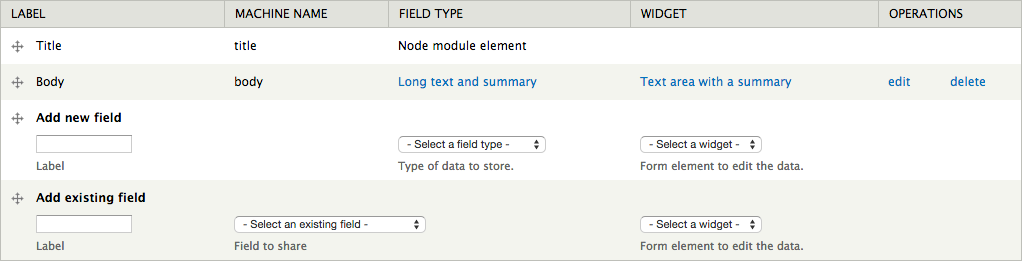 LABEL MACHINE NAME FIELD TYPE WIDGET OPERATIONS
Title title Node module element
Body body Long text and summary Text area with a summary edit delete
Add new field
- Select a field type - - Select a widget -
Label Type of data to store. Form element to edit the data.
Add existing field
- Select an existing field - - Select a widget -
Label Field to share Form element to edit the data.